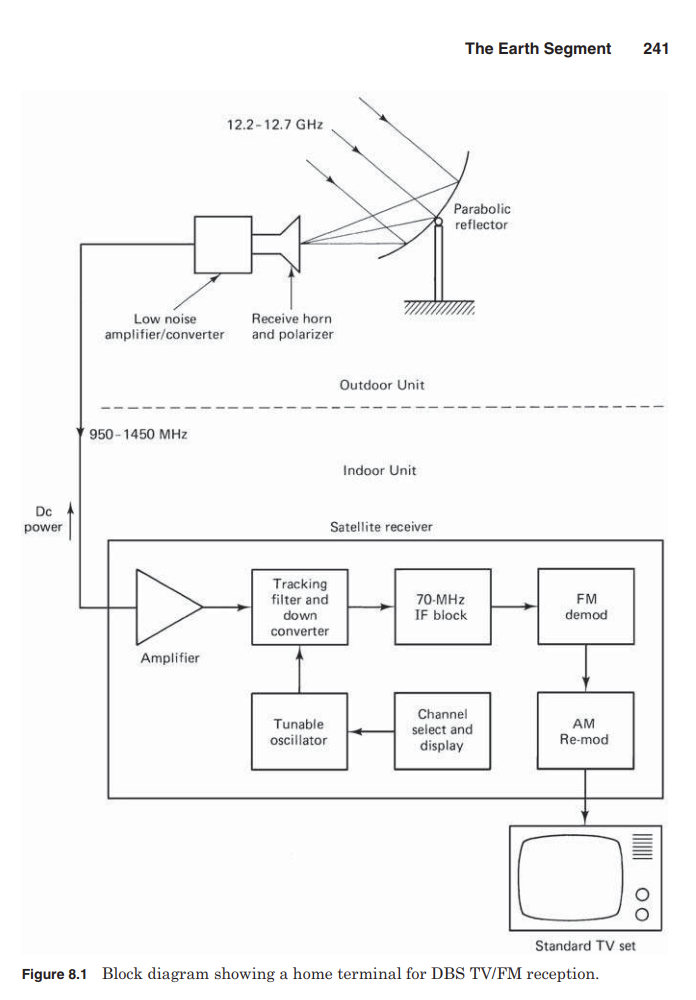 The Earth Segment 241
12.2-12.7 GHz
Parabolic
reflector
Low noise
amplifier/converter
Receive horn
and polarizer
Outdoor Unit
950-1450 MHz
Indoor Unit
Dc
power
Satellite receiver
Amplifier
Tracking
filter and
down
converter
70-MHz
IF block
FM
demod
Tunable
oscillator
Channel
select and
display
AM
Re-mod
Standard TV set
Figure 8.1 Block diagram showing a home terminal for DBS TV/FM reception.